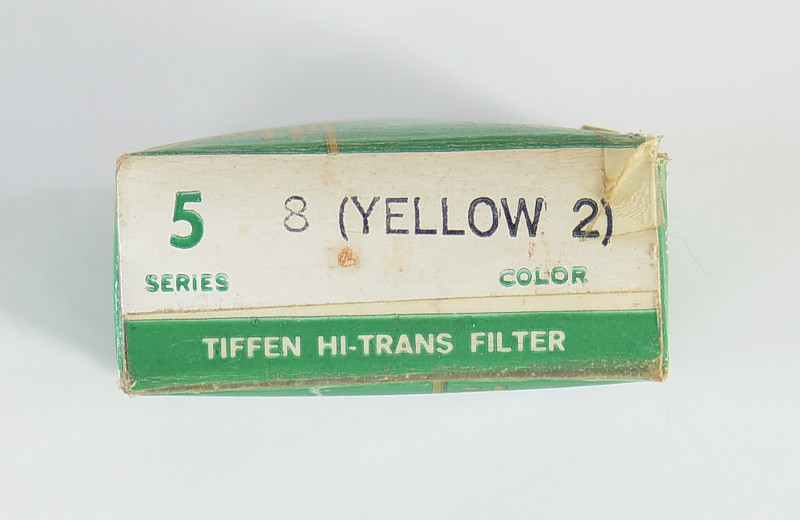 5 8 (YELLOW 2)
SERIES COLOR
TIFFEN HI-TRANS FILTER